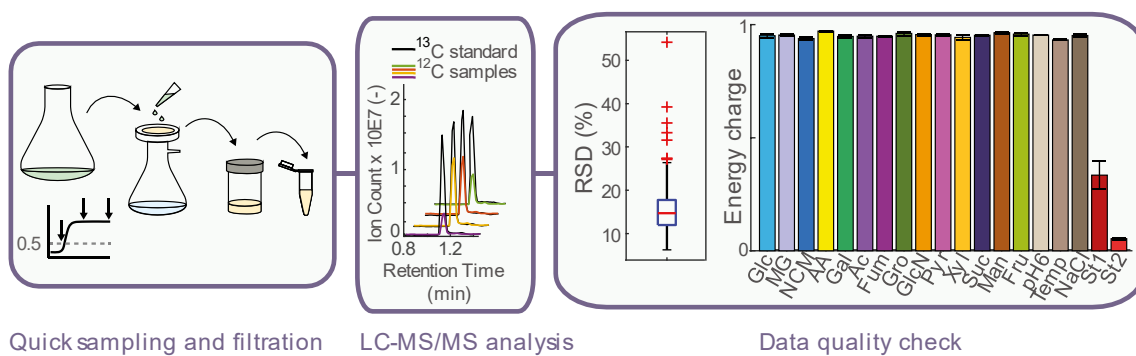 0.5
13C standard
12C samples
Ion Count x 10E7 (-)
2
1
0
0.8 1.2
Retention Time
(min)
RSD (%)
50
40
30
20
10
Energy charge
1
0
Glc
MG
NCM
AA
Gal
Ac
Fum
Gro
GlcN
Pyr
Xyl
Suc
Man
Fru
pH6
Temp
NaCl
St1
St2
Quick sampling and filtration
LC-MS/MS analysis
Data quality check